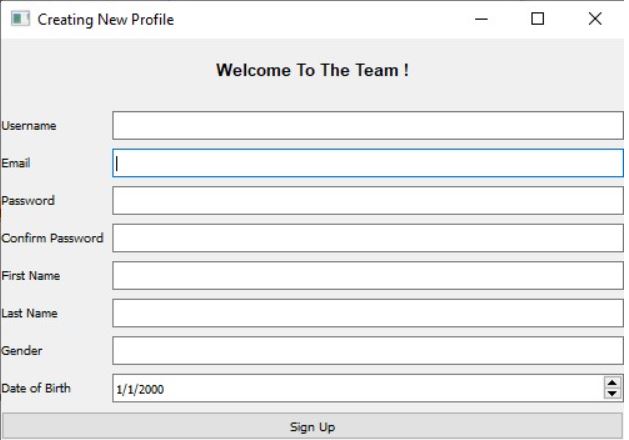 Creating New Profile
Welcome To The Team !
Username
Email
Password
Confirm Password
First Name
Last Name
Gender
Date of Birth 1/1/2000
Sign Up